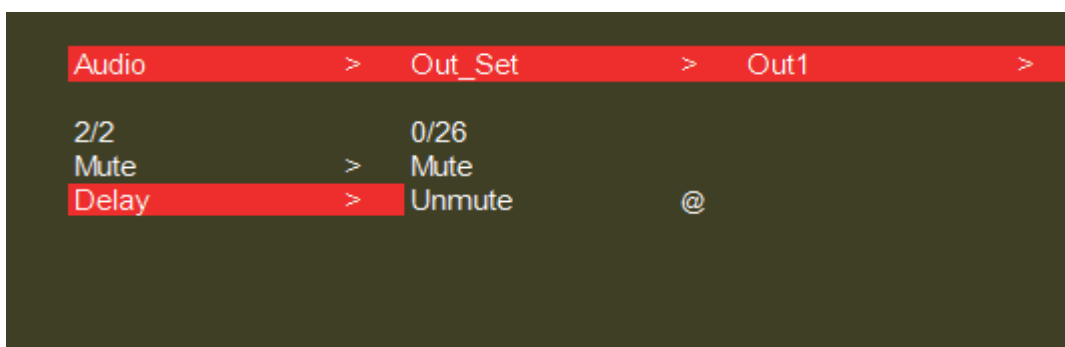 Audio > Out_Set > Out1 >
2/2 0/26
Mute > Mute
Delay > Unmute @